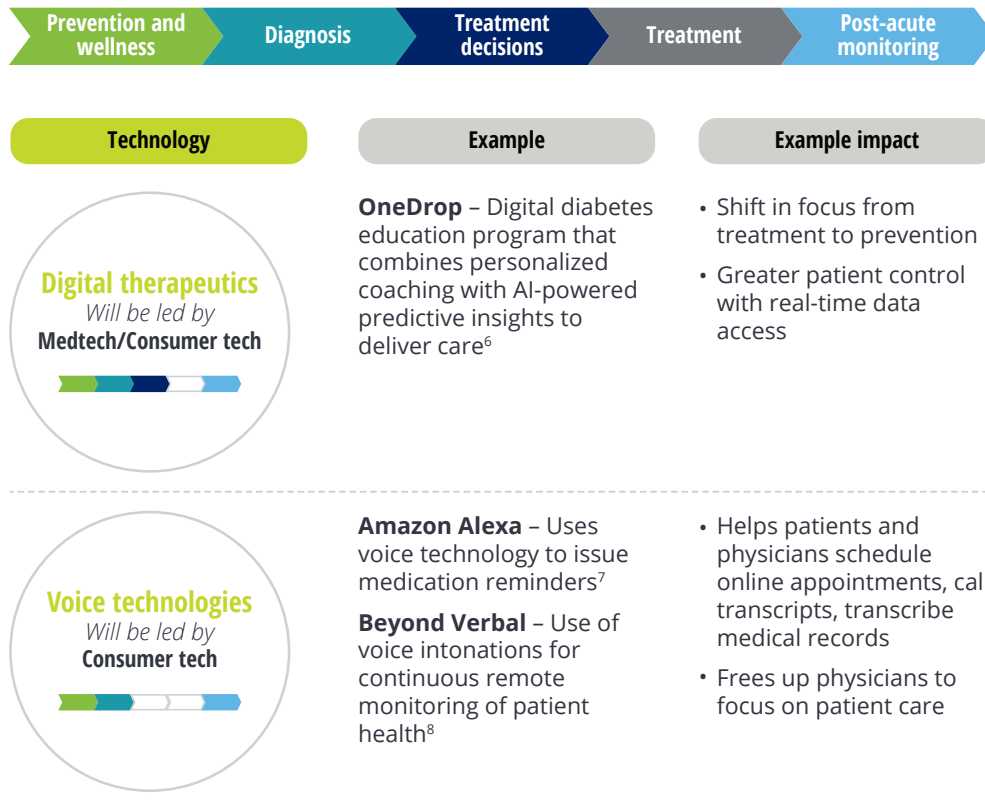 Prevention and
wellness
Diagnosis
Treatment
decisions
Treatment
Post-acute
monitoring
Technology
Example
Example impact
Digital therapeutics
Will be led by
Medtech/Consumer tech
OneDrop – Digital diabetes
education program that
combines personalized
coaching with AI-powered
predictive insights to
deliver care⁶
• Shift in focus from
treatment to prevention
• Greater patient control
with real-time data
access
Voice technologies
Will be led by
Consumer tech
Amazon Alexa – Uses
voice technology to issue
medication reminders⁷
Beyond Verbal – Use of
voice intonations for
continuous remote
monitoring of patient
health⁸
• Helps patients and
physicians schedule
online appointments, cal
transcripts, transcribe
medical records
• Frees up physicians to
focus on patient care